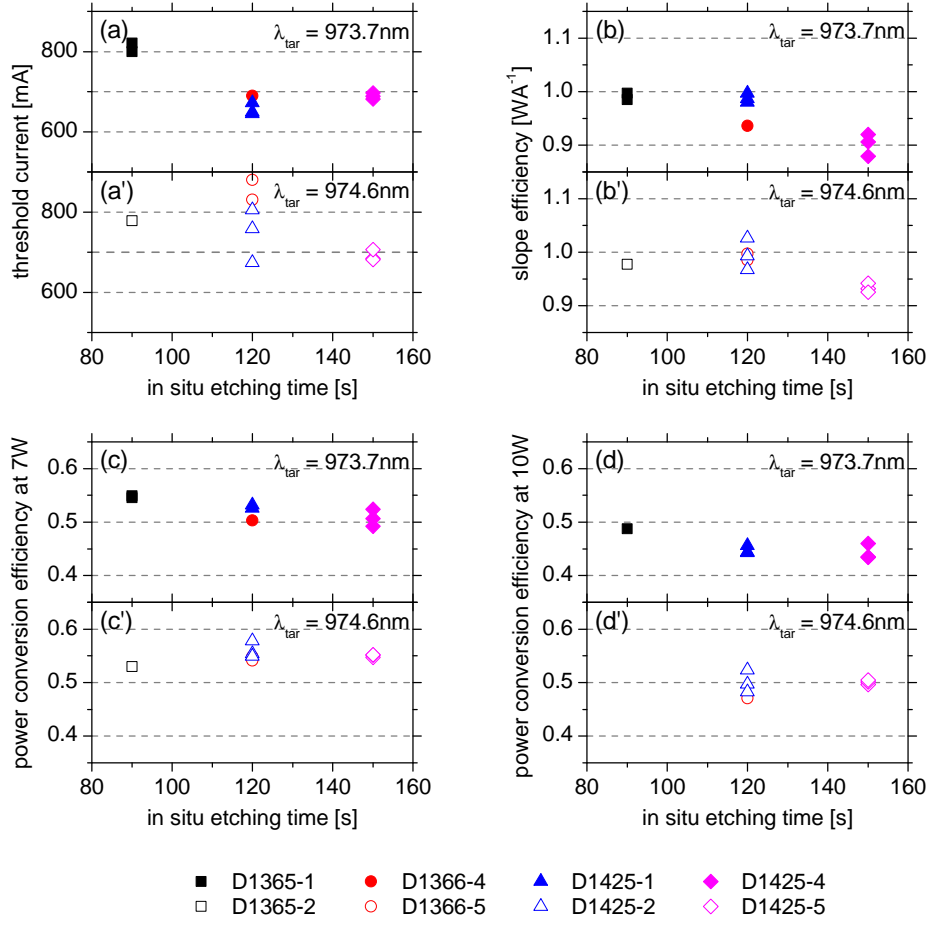 (a) λtar = 973.7nm
(b) λtar = 973.7nm
800
600
1.1
1.0
0.9
threshold current [mA]
slope efficiency [WA⁻¹]
(a') λtar = 974.6nm
(b') λtar = 974.6nm
800
600
1.1
1.0
0.9
80 100 120 140 160
80 100 120 140 160
in situ etching time [s]
in situ etching time [s]
(c) λtar = 973.7nm
(d) λtar = 973.7nm
0.6
0.5
0.4
0.6
0.5
0.4
power conversion efficiency at 7W
power conversion efficiency at 10W
(c') λtar = 974.6nm
(d') λtar = 974.6nm
0.6
0.5
0.4
0.6
0.5
0.4
80 100 120 140 160
80 100 120 140 160
in situ etching time [s]
in situ etching time [s]
D1365-1 D1366-4 D1425-1 D1425-4
D1365-2 D1366-5 D1425-2 D1425-5